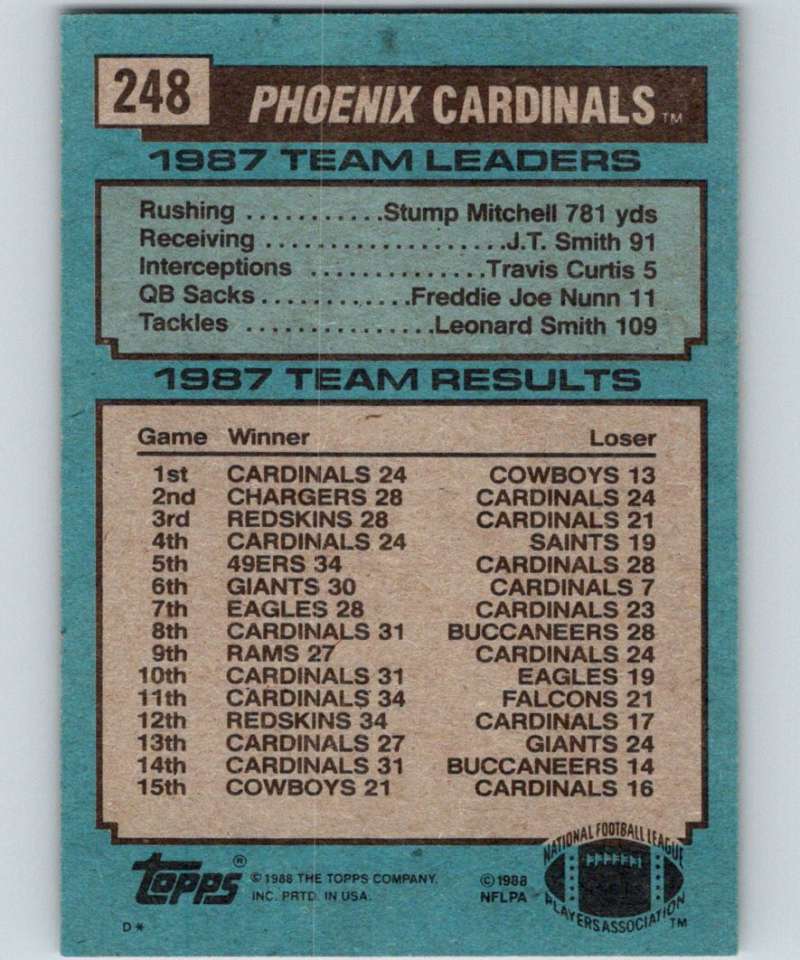 248
PHOENIX CARDINALS™
1987 TEAM LEADERS
Rushing ............Stump Mitchell 781 yds
Receiving .....................J.T. Smith 91
Interceptions ...............Travis Curtis 5
QB Sacks.............Freddie Joe Nunn 11
Tackles ................Leonard Smith 109
1987 TEAM RESULTS
Game Winner Loser
1st CARDINALS 24 COWBOYS 13
2nd CHARGERS 28 CARDINALS 24
3rd REDSKINS 28 CARDINALS 21
4th CARDINALS 24 SAINTS 19
5th 49ERS 34 CARDINALS 28
6th GIANTS 30 CARDINALS 7
7th EAGLES 28 CARDINALS 23
8th CARDINALS 31 BUCCANEERS 28
9th RAMS 27 CARDINALS 24
10th CARDINALS 31 EAGLES 19
11th CARDINALS 34 FALCONS 21
12th REDSKINS 34 CARDINALS 17
13th CARDINALS 27 GIANTS 24
14th CARDINALS 31 BUCCANEERS 14
15th COWBOYS 21 CARDINALS 16
topps® ©1988 THE TOPPS COMPANY.
INC. PRTD. IN USA.
©1988
NFLPA
NATIONAL FOOTBALL LEAGUE
PLAYERS ASSOCIATION™
D*